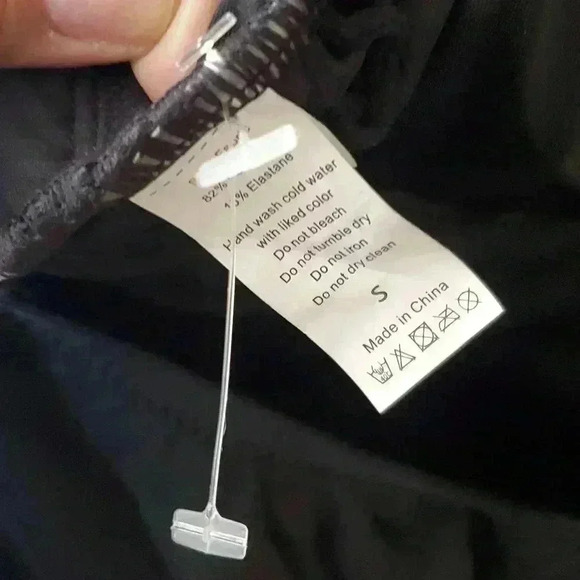 82%
Elastane
Hand wash cold water
with liked color
Do not bleach
Do not tumble dry
Do not iron
Do not dry clean
S
Made in China